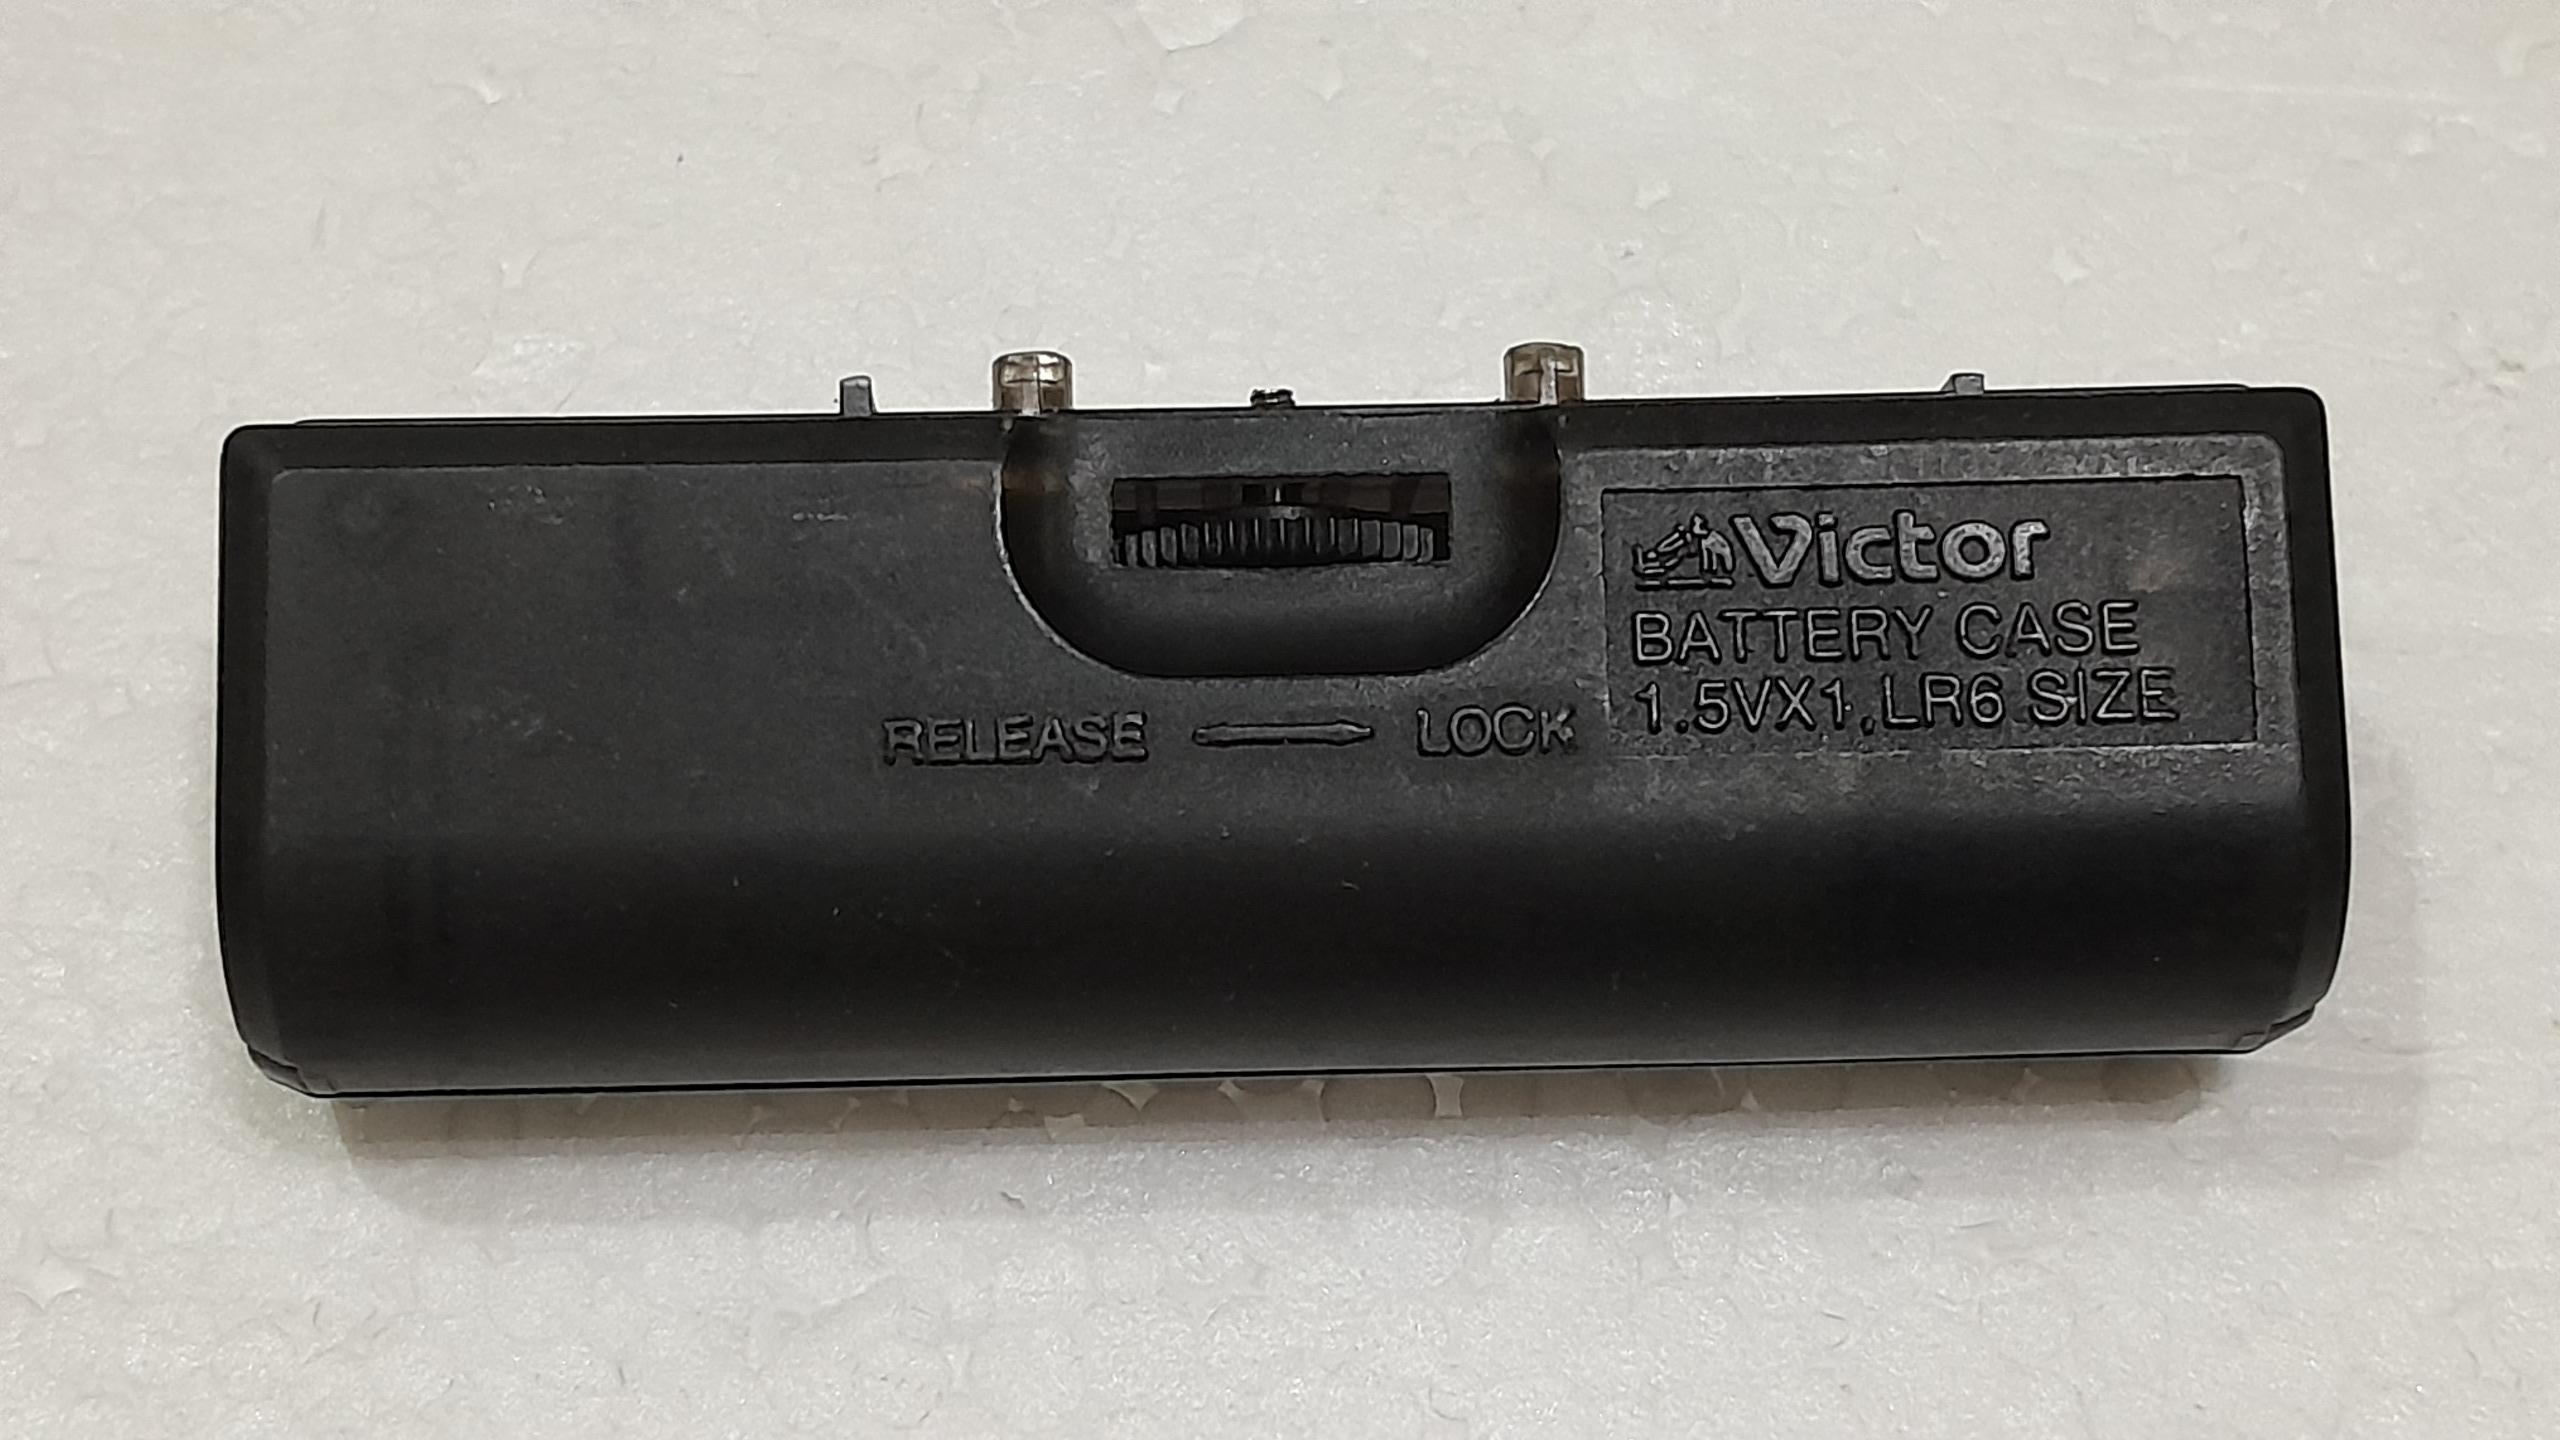 Victor
BATTERY CASE
1.5VX1, LR6 SIZE
RELEASE LOCK